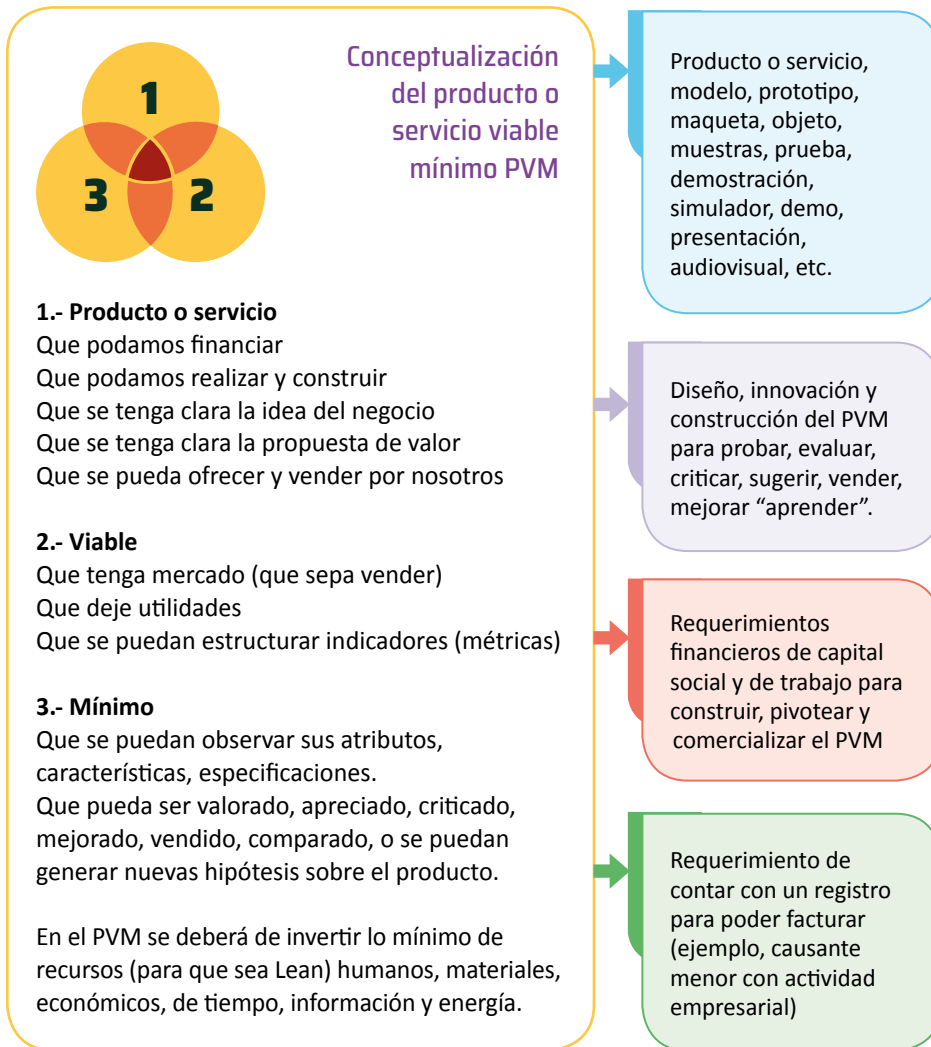 1
3
2
Conceptualización
del producto o
servicio viable
mínimo PVM
1.- Producto o servicio
Que podamos financiar
Que podamos realizar y construir
Que se tenga clara la idea del negocio
Que se tenga clara la propuesta de valor
Que se pueda ofrecer y vender por nosotros
2.- Viable
Que tenga mercado (que sepa vender)
Que deje utilidades
Que se puedan estructurar indicadores (métricas)
3.- Mínimo
Que se puedan observar sus atributos,
características, especificaciones.
Que pueda ser valorado, apreciado, criticado,
mejorado, vendido, comparado, o se puedan
generar nuevas hipótesis sobre el producto.
En el PVM se deberá de invertir lo mínimo de
recursos (para que sea Lean) humanos, materiales,
económicos, de tiempo, información y energía.
Producto o servicio,
modelo, prototipo,
maqueta, objeto,
muestras, prueba,
demostración,
simulador, demo,
presentación,
audiovisual, etc.
Diseño, innovación y
construcción del PVM
para probar, evaluar,
criticar, sugerir, vender,
mejorar “aprender”.
Requerimientos
financieros de capital
social y de trabajo para
construir, pivotear y
comercializar el PVM
Requerimiento de
contar con un registro
para poder facturar
(ejemplo, causante
menor con actividad
empresarial)